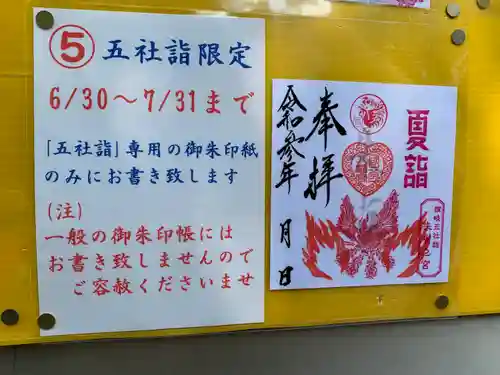 ⑤五社詣限定
6/30～7/31まで
「五社詣」専用の御朱印紙
のみにお書き致します
(注)
一般の御朱印帳には
お書き致しませんので
ご容赦くださいませ
夏詣
奉拝
令和参年 月 日